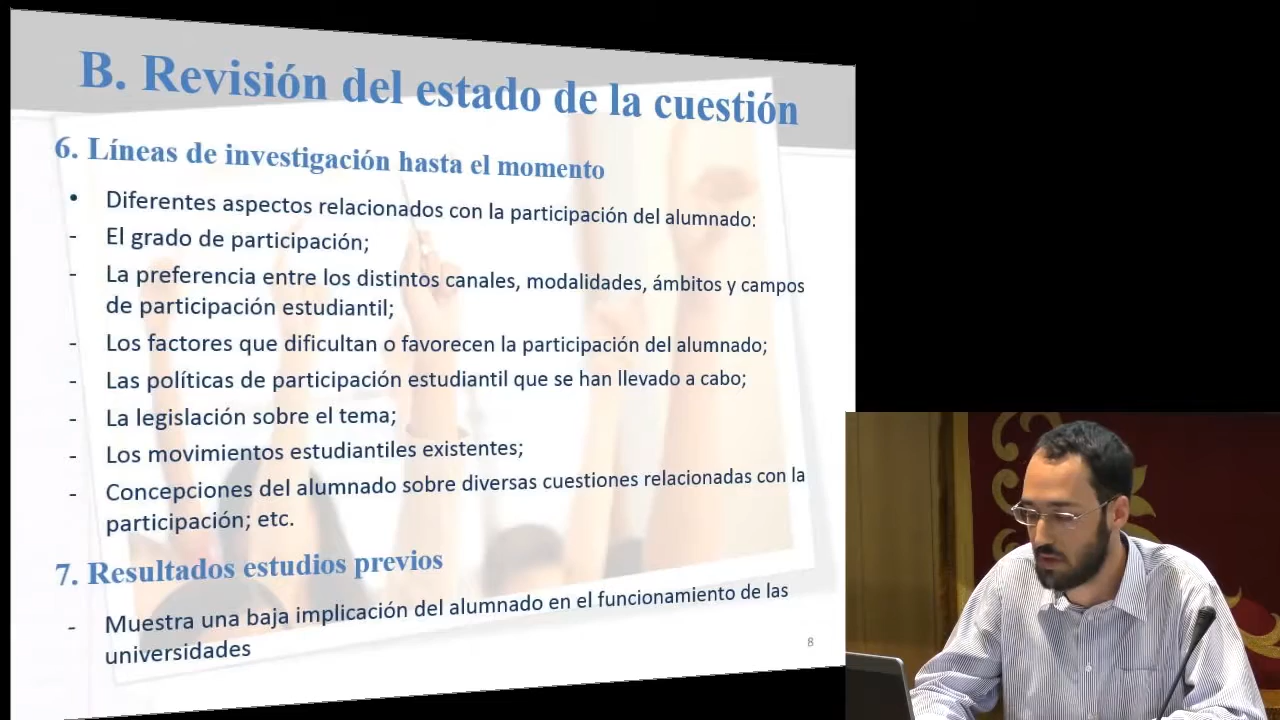 B. Revisión del estado de la cuestión
6. Líneas de investigación hasta el momento
• Diferentes aspectos relacionados con la participación del alumnado:
- El grado de participación;
- La preferencia entre los distintos canales, modalidades, ámbitos y campos
de participación estudiantil;
- Los factores que dificultan o favorecen la participación del alumnado;
- Las políticas de participación estudiantil que se han llevado a cabo;
- La legislación sobre el tema;
- Los movimientos estudiantiles existentes;
- Concepciones del alumnado sobre diversas cuestiones relacionadas con la
participación; etc.
7. Resultados estudios previos
- Muestra una baja implicación del alumnado en el funcionamiento de las
universidades
8